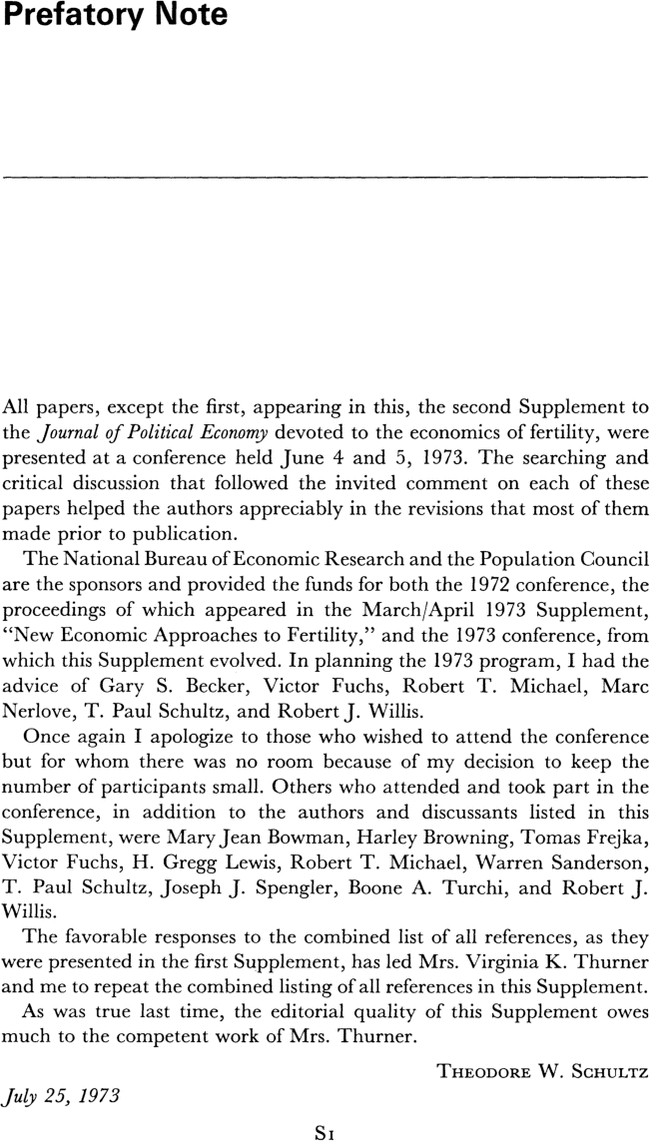 Prefatory Note
All papers, except the first, appearing in this, the second Supplement to
the Journal of Political Economy devoted to the economics of fertility, were
presented at a conference held June 4 and 5, 1973. The searching and
critical discussion that followed the invited comment on each of these
papers helped the authors appreciably in the revisions that most of them
made prior to publication.
The National Bureau of Economic Research and the Population Council
are the sponsors and provided the funds for both the 1972 conference, the
proceedings of which appeared in the March/April 1973 Supplement,
“New Economic Approaches to Fertility,” and the 1973 conference, from
which this Supplement evolved. In planning the 1973 program, I had the
advice of Gary S. Becker, Victor Fuchs, Robert T. Michael, Marc
Nerlove, T. Paul Schultz, and Robert J. Willis.
Once again I apologize to those who wished to attend the conference
but for whom there was no room because of my decision to keep the
number of participants small. Others who attended and took part in the
conference, in addition to the authors and discussants listed in this
Supplement, were Mary Jean Bowman, Harley Browning, Tomas Frejka,
Victor Fuchs, H. Gregg Lewis, Robert T. Michael, Warren Sanderson,
T. Paul Schultz, Joseph J. Spengler, Boone A. Turchi, and Robert J.
Willis.
The favorable responses to the combined list of all references, as they
were presented in the first Supplement, has led Mrs. Virginia K. Thurner
and me to repeat the combined listing of all references in this Supplement.
As was true last time, the editorial quality of this Supplement owes
much to the competent work of Mrs. Thurner.
Theodore W. Schultz
July 25, 1973
S1